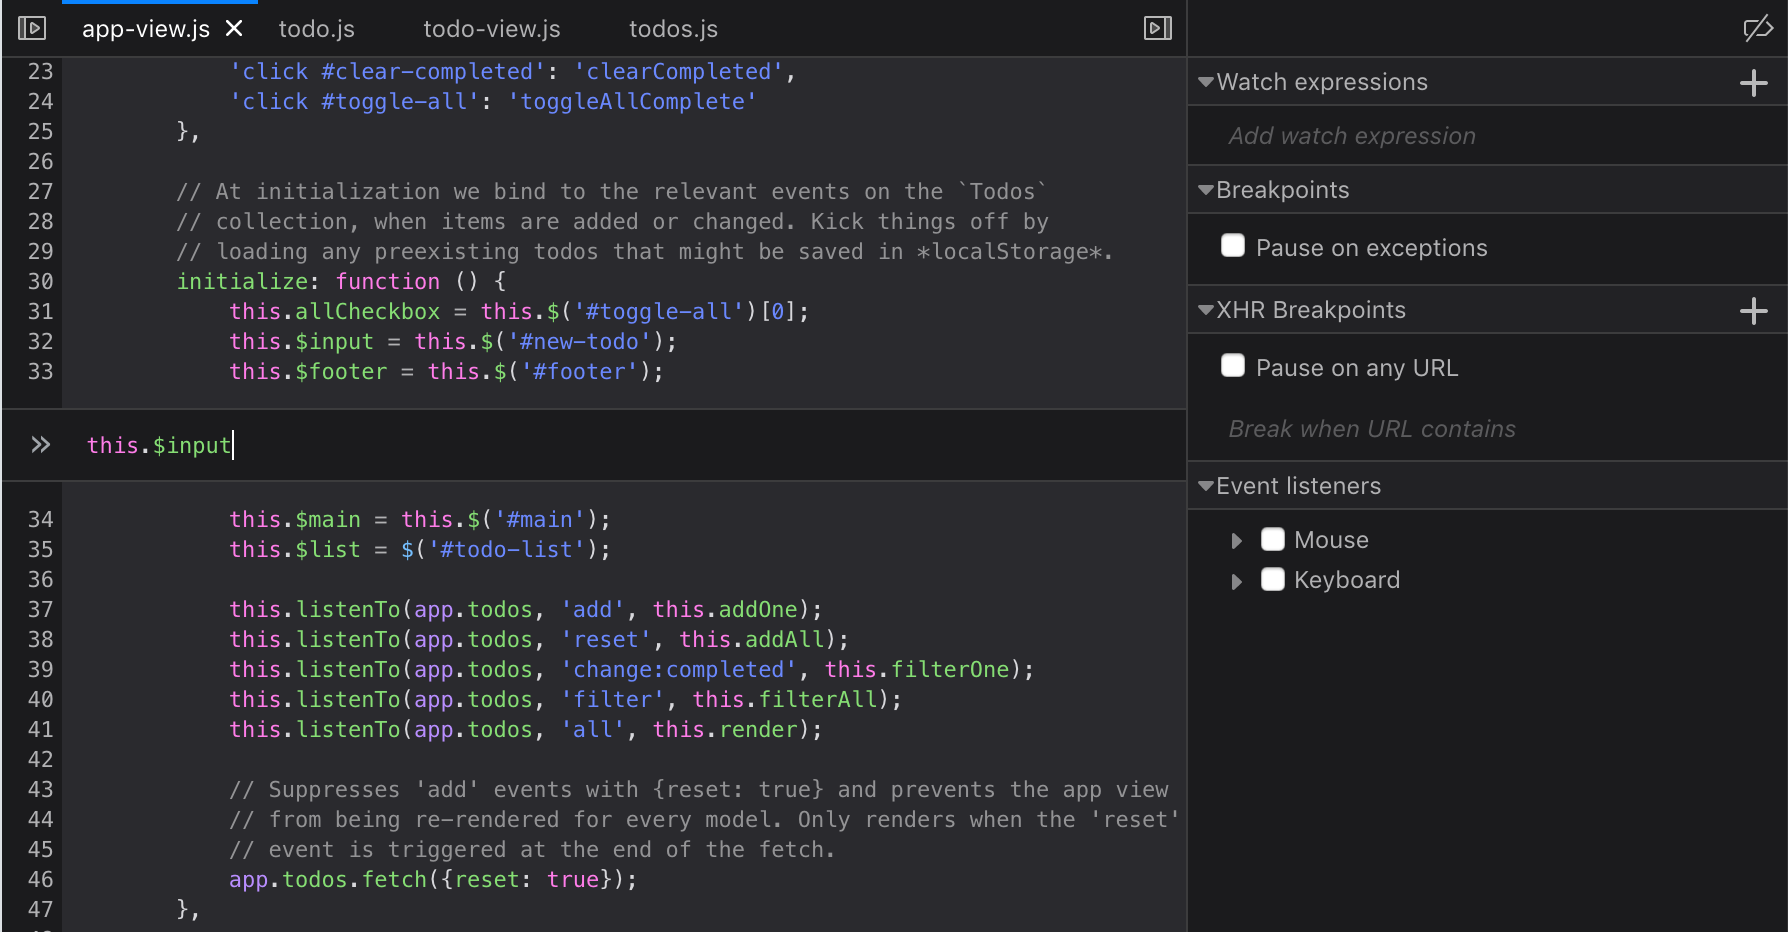 app-view.js todo.js todo-view.js todos.js
23 'click #clear-completed': 'clearCompleted',
24 'click #toggle-all': 'toggleAllComplete'
25 },
26
27 // At initialization we bind to the relevant events on the `Todos`
28 // collection, when items are added or changed. Kick things off by
29 // loading any preexisting todos that might be saved in *localStorage*.
30 initialize: function () {
31 this.allCheckbox = this.$('#toggle-all')[0];
32 this.$input = this.$('#new-todo');
33 this.$footer = this.$('#footer');
» this.$input
34 this.$main = this.$('#main');
35 this.$list = $('#todo-list');
36
37 this.listenTo(app.todos, 'add', this.addOne);
38 this.listenTo(app.todos, 'reset', this.addAll);
39 this.listenTo(app.todos, 'change:completed', this.filterOne);
40 this.listenTo(app.todos, 'filter', this.filterAll);
41 this.listenTo(app.todos, 'all', this.render);
42
43 // Suppresses 'add' events with {reset: true} and prevents the app view
44 // from being re-rendered for every model. Only renders when the 'reset'
45 // event is triggered at the end of the fetch.
46 app.todos.fetch({reset: true});
47 },
Watch expressions
Add watch expression
Breakpoints
Pause on exceptions
XHR Breakpoints
Pause on any URL
Break when URL contains
Event listeners
Mouse
Keyboard